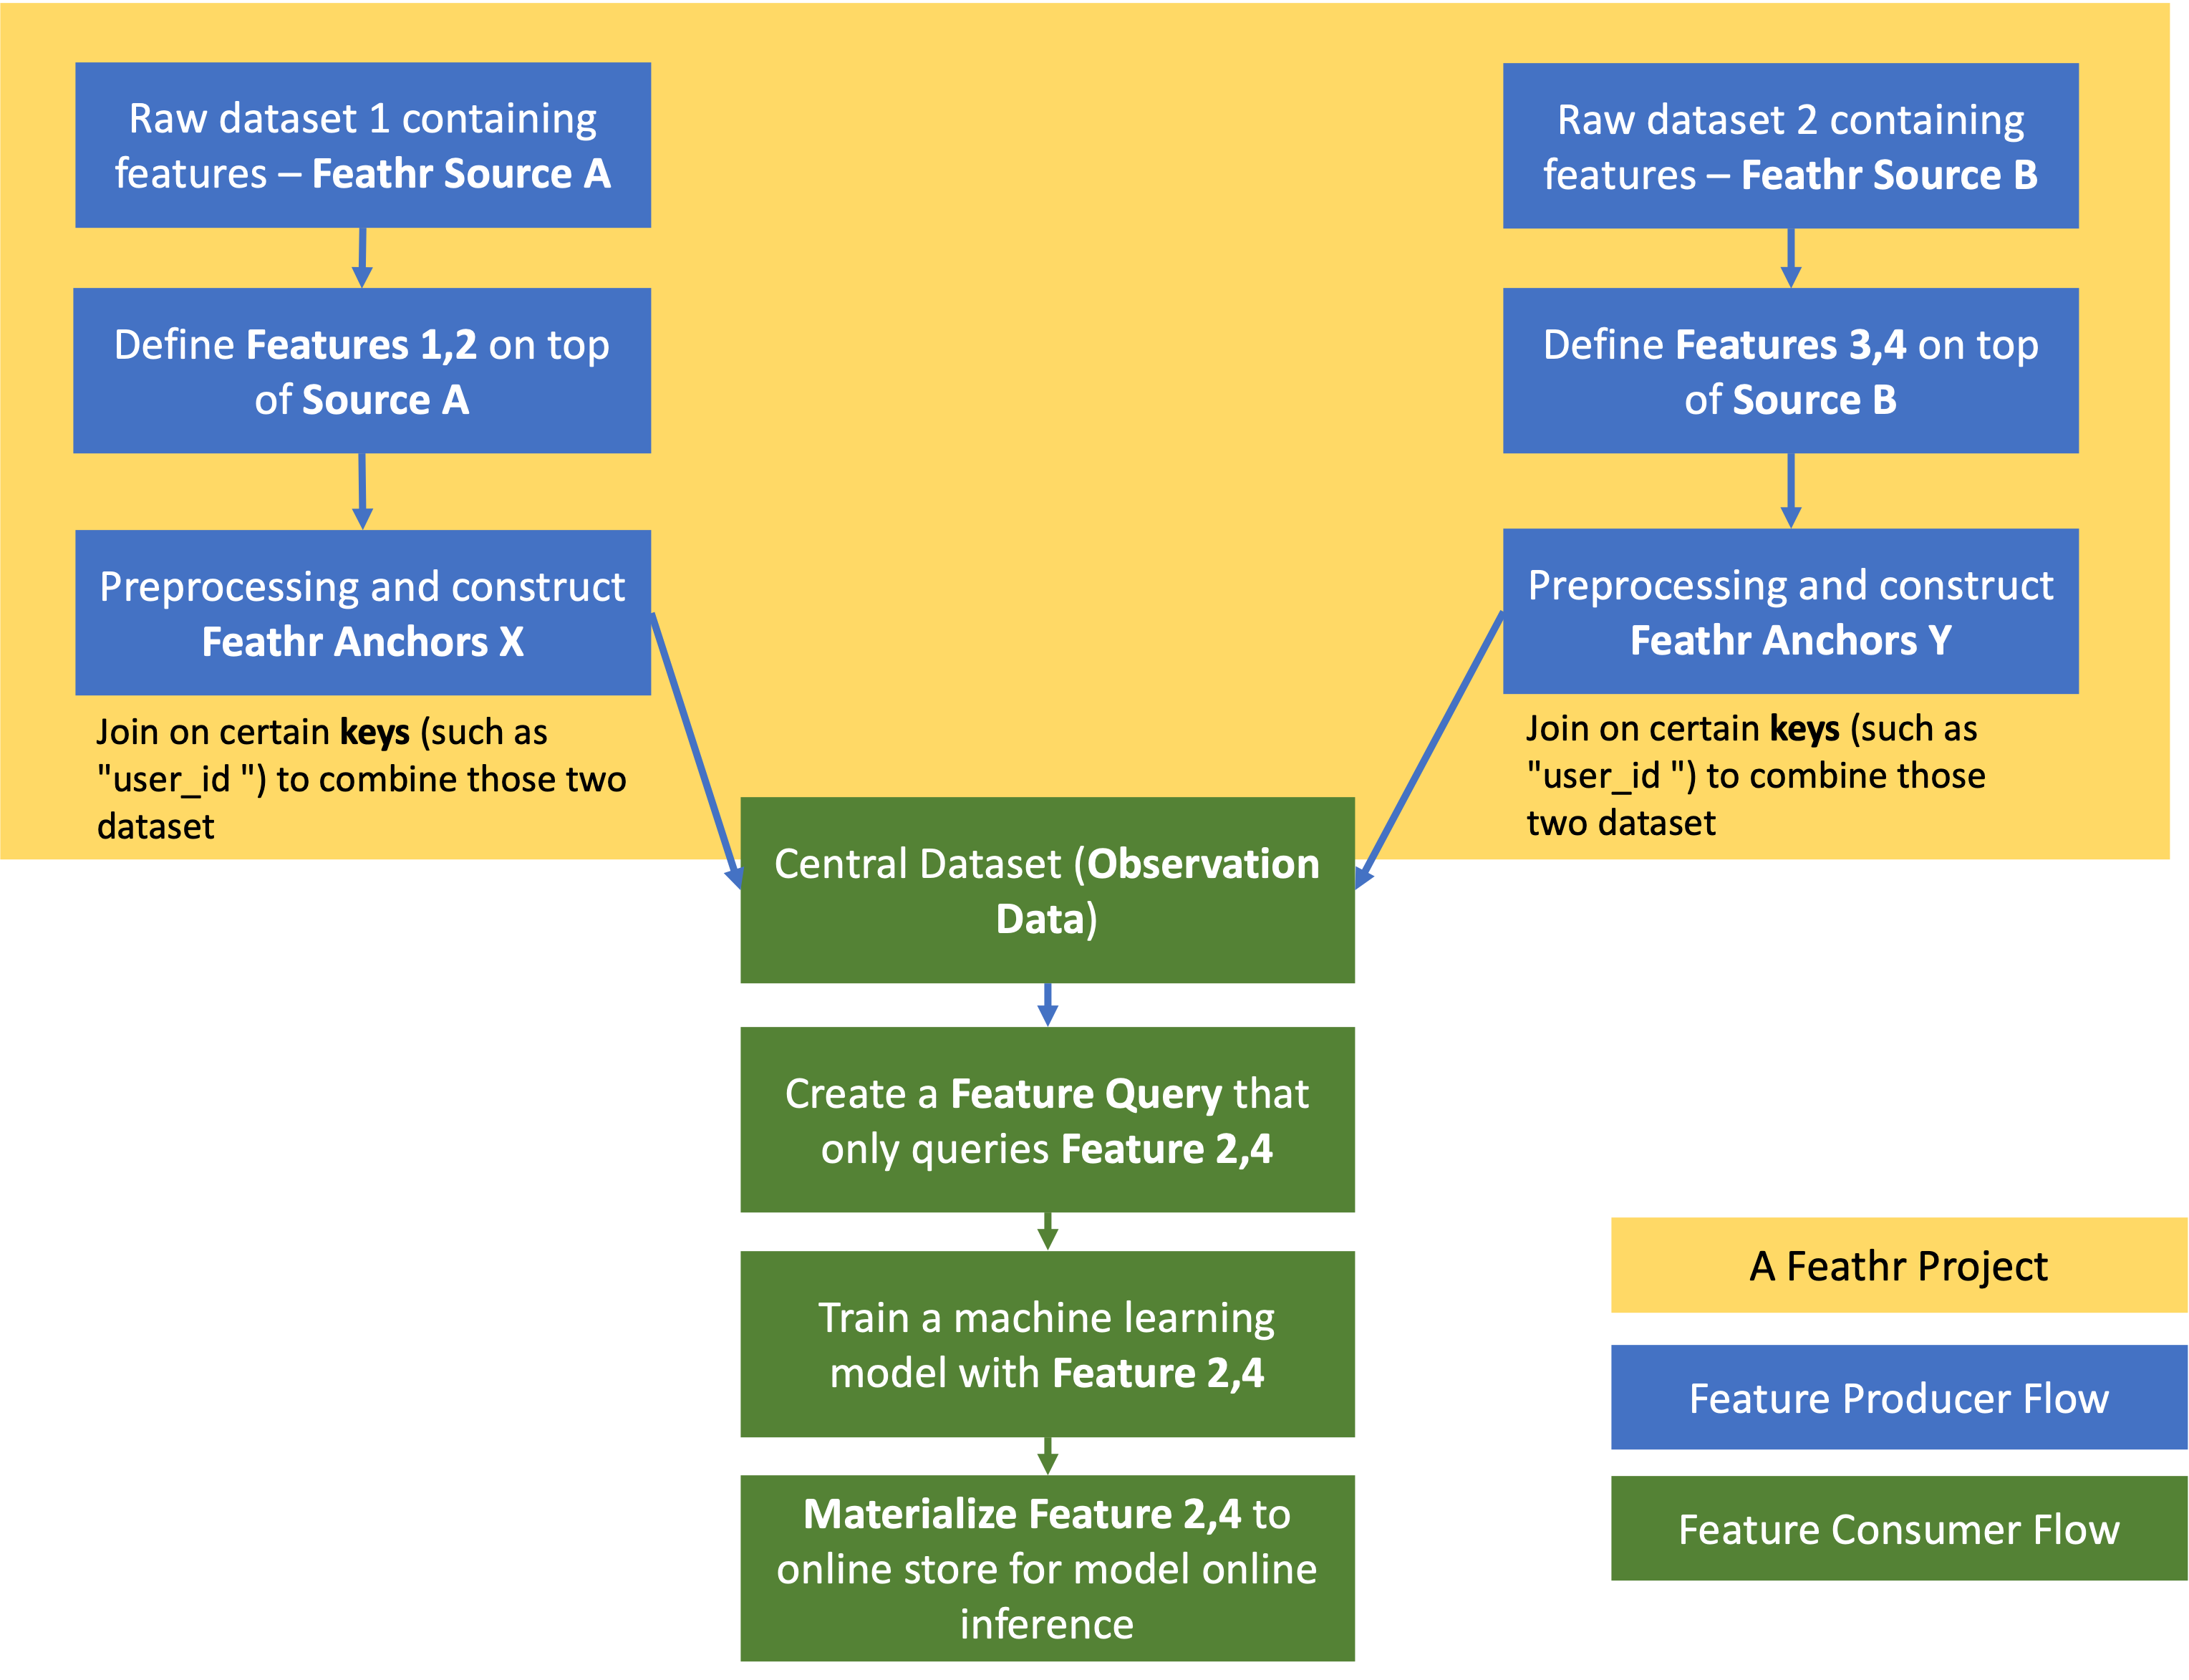 Raw dataset 1 containing
features – Feathr Source A
Define Features 1,2 on top
of Source A
Preprocessing and construct
Feathr Anchors X
Join on certain keys (such as
"user_id ") to combine those two
dataset
Raw dataset 2 containing
features – Feathr Source B
Define Features 3,4 on top
of Source B
Preprocessing and construct
Feathr Anchors Y
Join on certain keys (such as
"user_id ") to combine those
two dataset
Central Dataset (Observation
Data)
Create a Feature Query that
only queries Feature 2,4
Train a machine learning
model with Feature 2,4
Materialize Feature 2,4 to
online store for model online
inference
A Feathr Project
Feature Producer Flow
Feature Consumer Flow